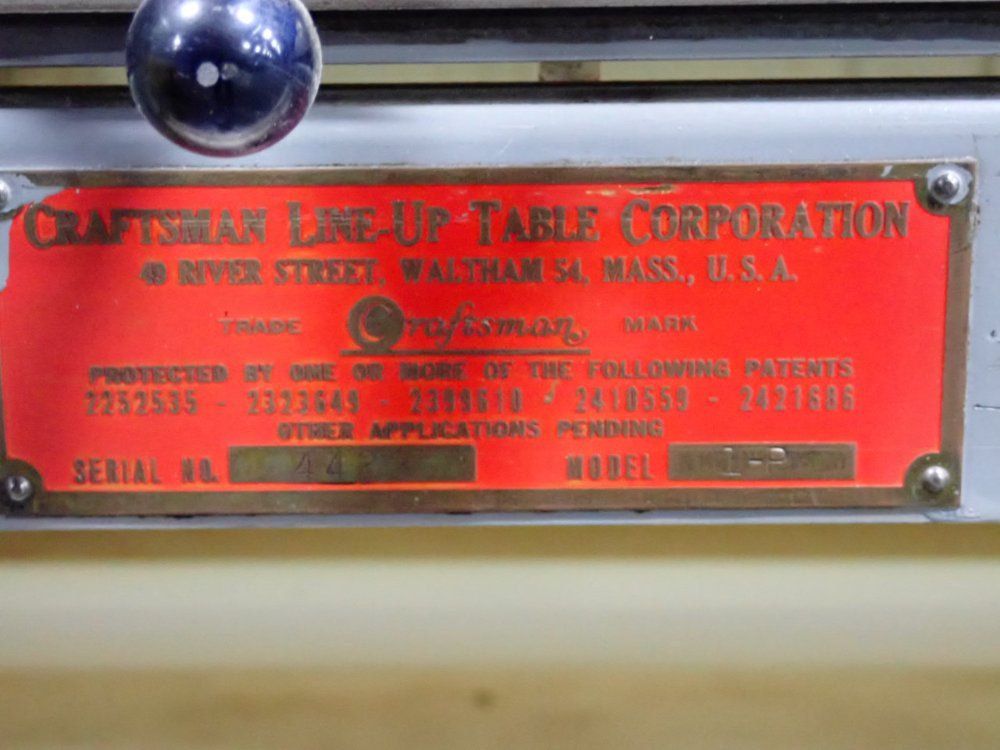 CRAFTSMAN LINE-UP TABLE CORPORATION
49 RIVER STREET, WALTHAM 54, MASS., U.S.A.
TRADE Craftsman MARK
PROTECTED BY ONE OR MORE OF THE FOLLOWING PATENTS
2252535 - 2323649 - 2399610 - 2410559 - 2421686
OTHER APPLICATIONS PENDING
SERIAL NO. MODEL 1-P